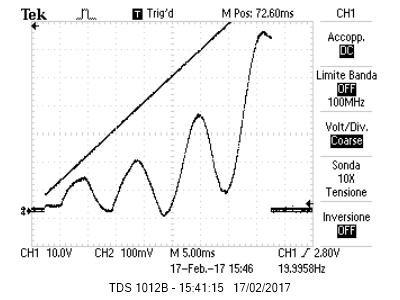 Tek T Trig'd M Pos: 72.60ms CH1
Accopp.
DC
Limite Banda
OFF
100MHz
Volt/Div.
Coarse
Sonda
10X
Tensione
2
Inversione
OFF
CH1 10.0V CH2 100mV M 5.00ms CH1 / 2.80V
17-Feb.-17 15:46 19.3958Hz
TDS 1012B - 15:41:15 17/02/2017